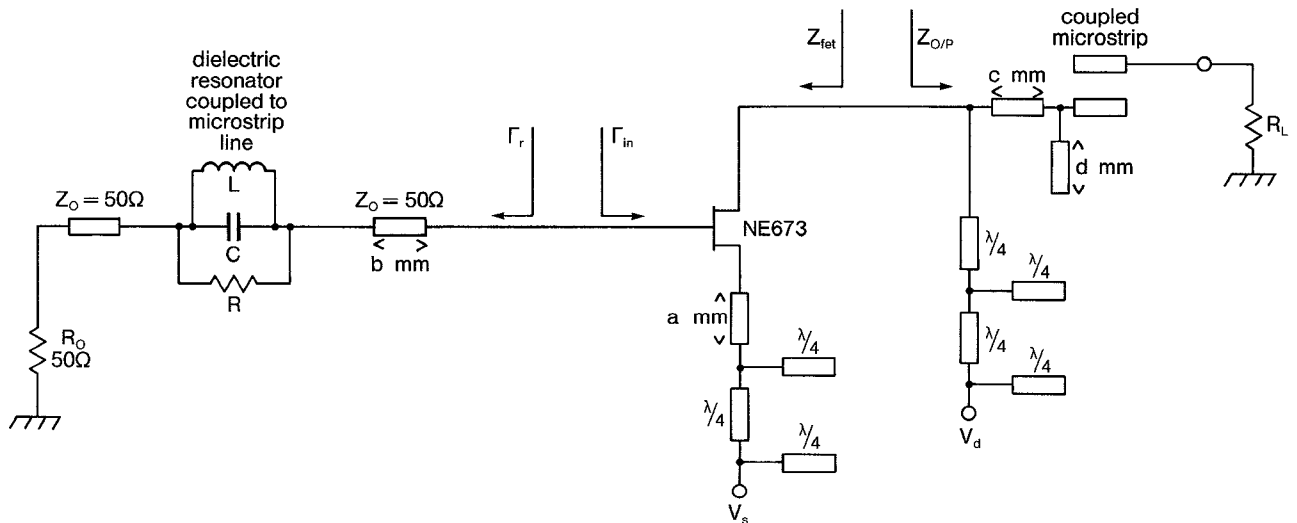 dielectric
resonator
coupled to
microstrip
line
L
C
R
Z_O = 50Ω
Z_O = 50Ω
b mm
R_O
50Ω
Γ_r
Γ_in
Z_fet
Z_O/P
NE673
a mm
λ/4
λ/4
λ/4
V_s
coupled
microstrip
c mm
d mm
R_L
λ/4
λ/4
λ/4
λ/4
V_d